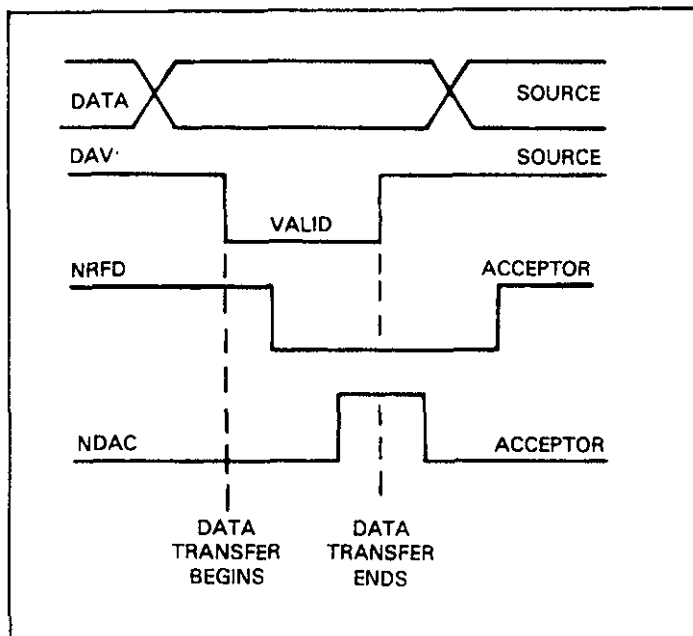 DATA SOURCE
DAV SOURCE
VALID
NRFD ACCEPTOR
NDAC ACCEPTOR
DATA TRANSFER BEGINS
DATA TRANSFER ENDS